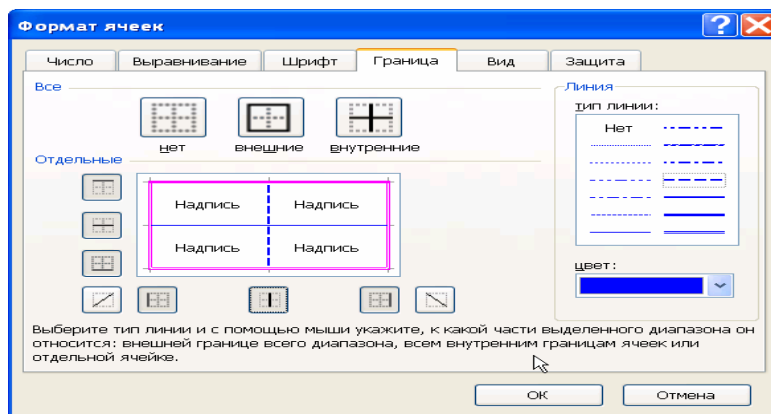 Формат ячеек
Число Выравнивание Шрифт Граница Вид Защита
Все
нет внешние внутренние
Отдельные
Надпись Надпись
Надпись Надпись
Линия
тип линии:
Нет
цвет:
Выберите тип линии и с помощью мыши укажите, к какой части выделенного диапазона он
относится: внешней границе всего диапазона, всем внутренним границам ячеек или
отдельной ячейке.
ОК Отмена